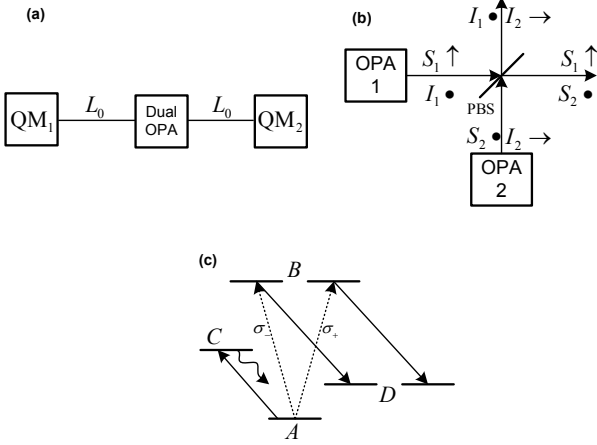 (a)
QM₁ L₀ Dual OPA L₀ QM₂
(b)
I₁ • I₂ →
OPA 1
S₁ ↑
I₁ •
PBS
S₁ ↑
S₂ •
S₂ • I₂ →
OPA 2
(c)
B
σ₋ σ₊
C
D
A